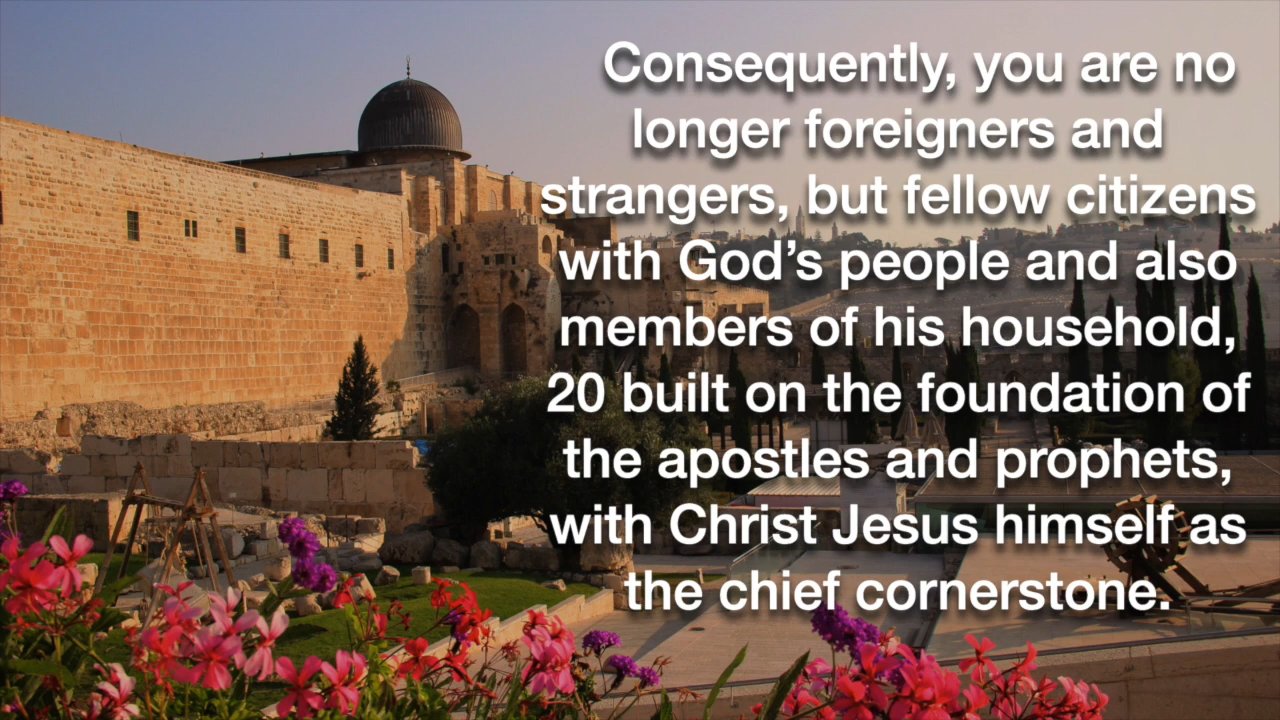 Consequently, you are no
longer foreigners and
strangers, but fellow citizens
with God’s people and also
members of his household,
20 built on the foundation of
the apostles and prophets,
with Christ Jesus himself as
the chief cornerstone.